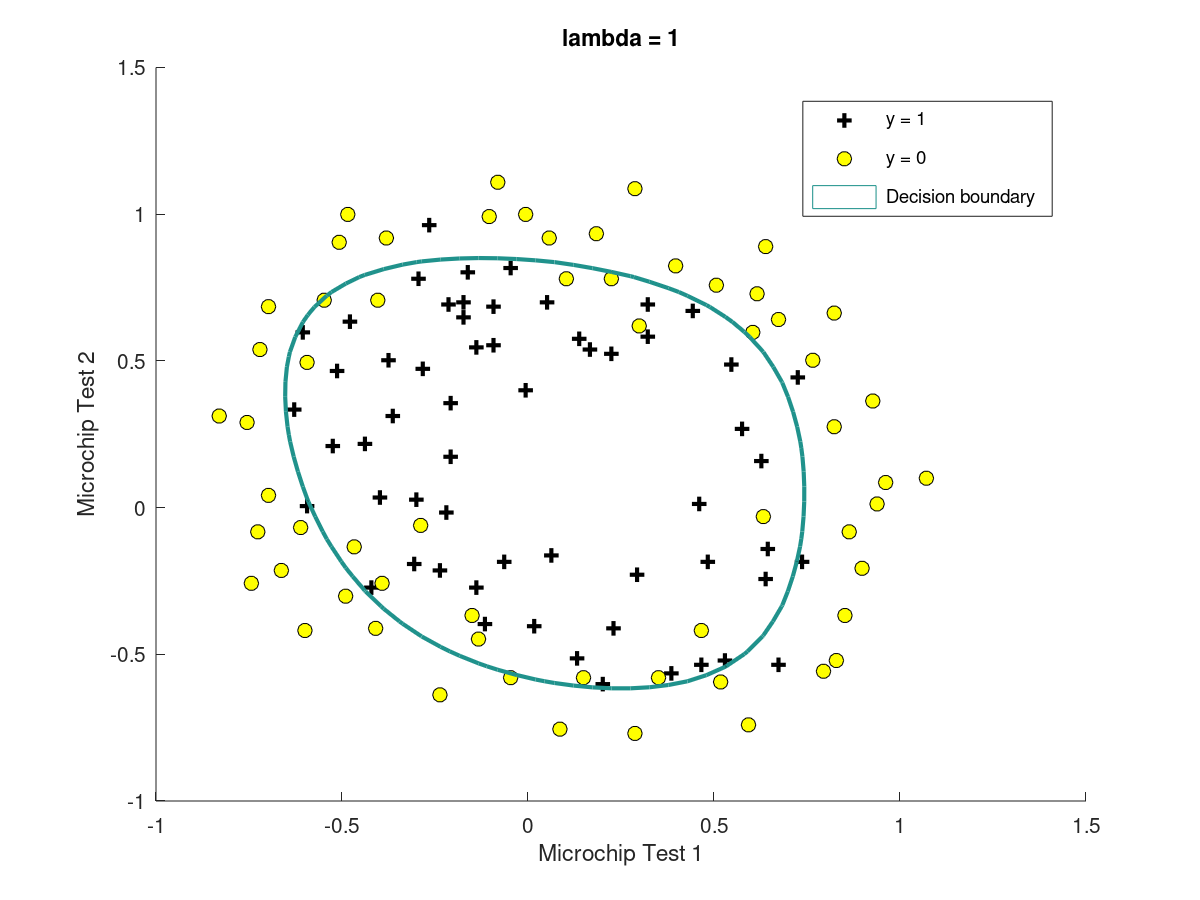 lambda = 1
1.5
1
0.5
0
-0.5
-1
Microchip Test 2
y = 1
y = 0
Decision boundary
-1
-0.5
0
0.5
1
1.5
Microchip Test 1